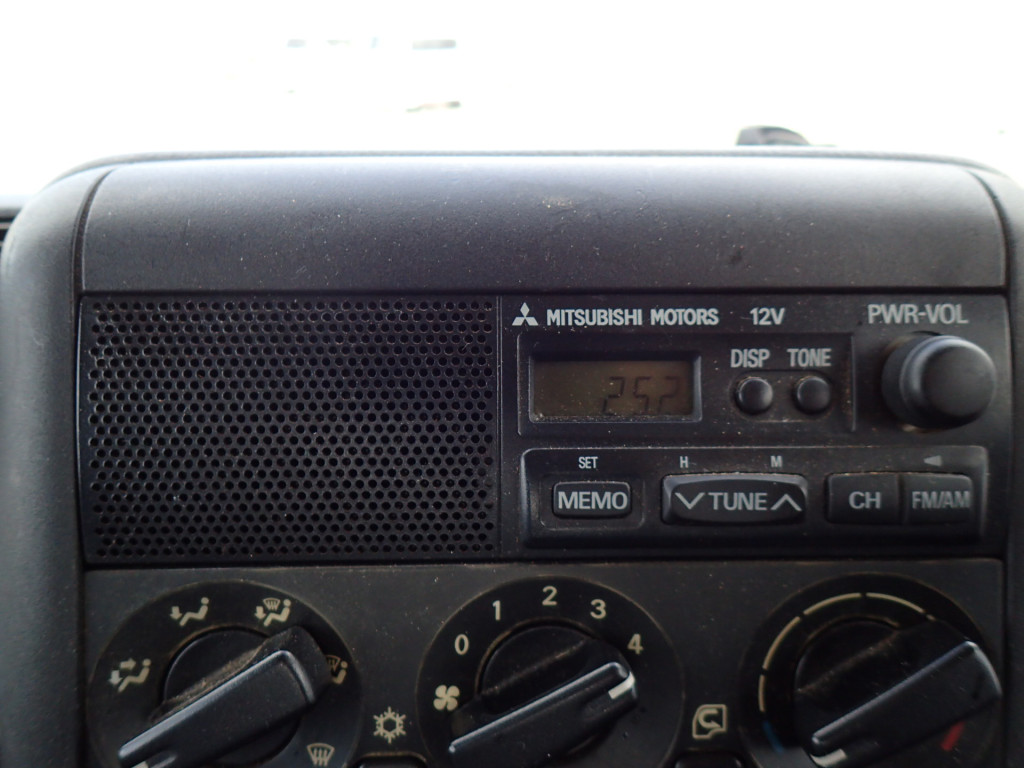 MITSUBISHI MOTORS 12V PWR-VOL
DISP TONE
252
SET H M
MEMO TUNE CH FM/AM
0 1 2 3 4